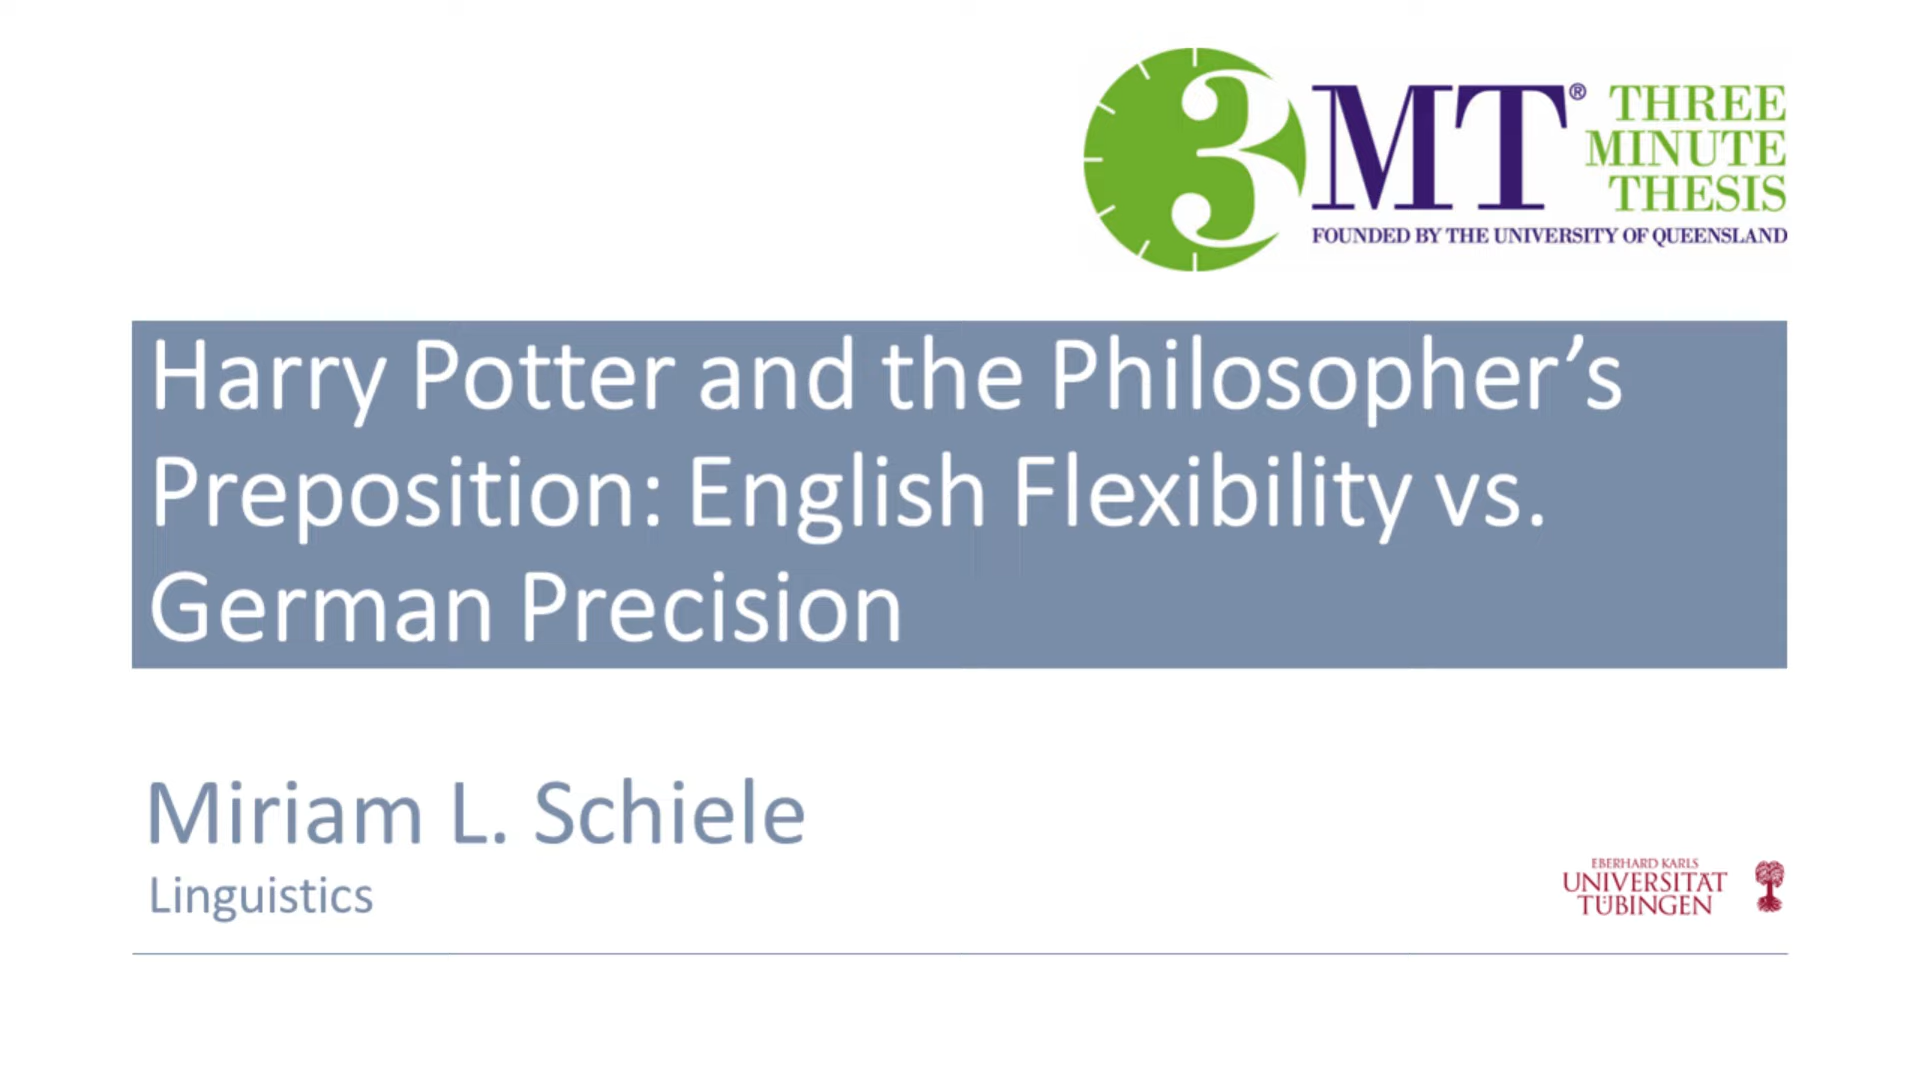 3MT® THREE
MINUTE
THESIS
FOUNDED BY THE UNIVERSITY OF QUEENSLAND
Harry Potter and the Philosopher’s
Preposition: English Flexibility vs.
German Precision
Miriam L. Schiele
Linguistics
EBERHARD KARLS
UNIVERSITÄT
TÜBINGEN